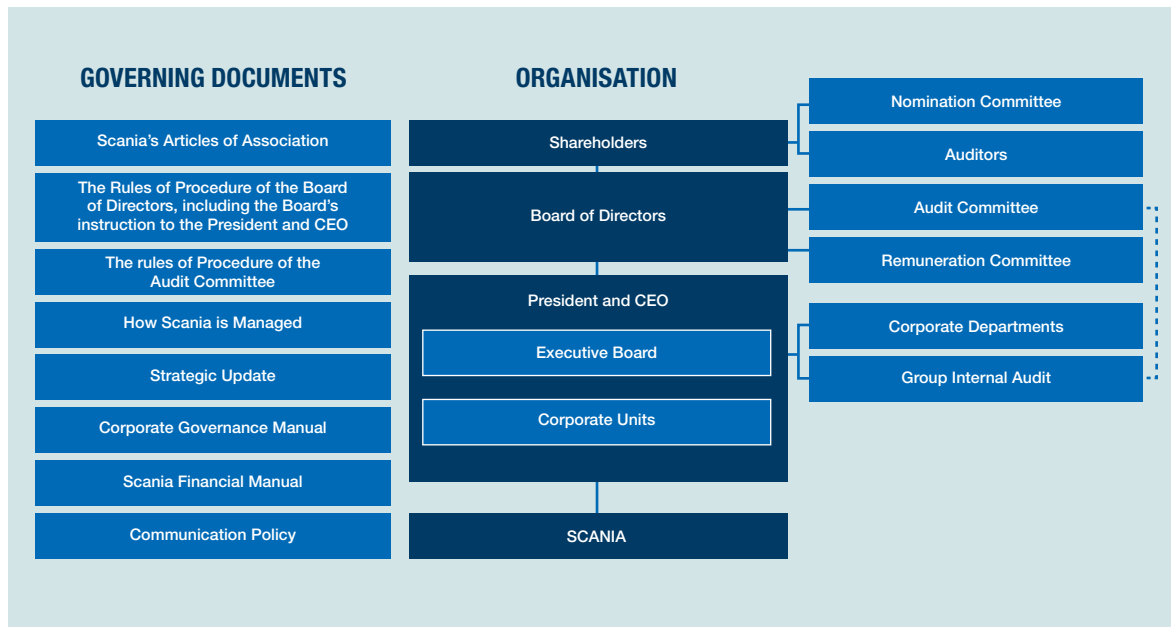 GOVERNING DOCUMENTS
Scania's Articles of Association
The Rules of Procedure of the Board
of Directors, including the Board's
instruction to the President and CEO
The rules of Procedure of the
Audit Committee
How Scania is Managed
Strategic Update
Corporate Governance Manual
Scania Financial Manual
Communication Policy
ORGANISATION
Shareholders
Board of Directors
President and CEO
Executive Board
Corporate Units
SCANIA
Nomination Committee
Auditors
Audit Committee
Remuneration Committee
Corporate Departments
Group Internal Audit